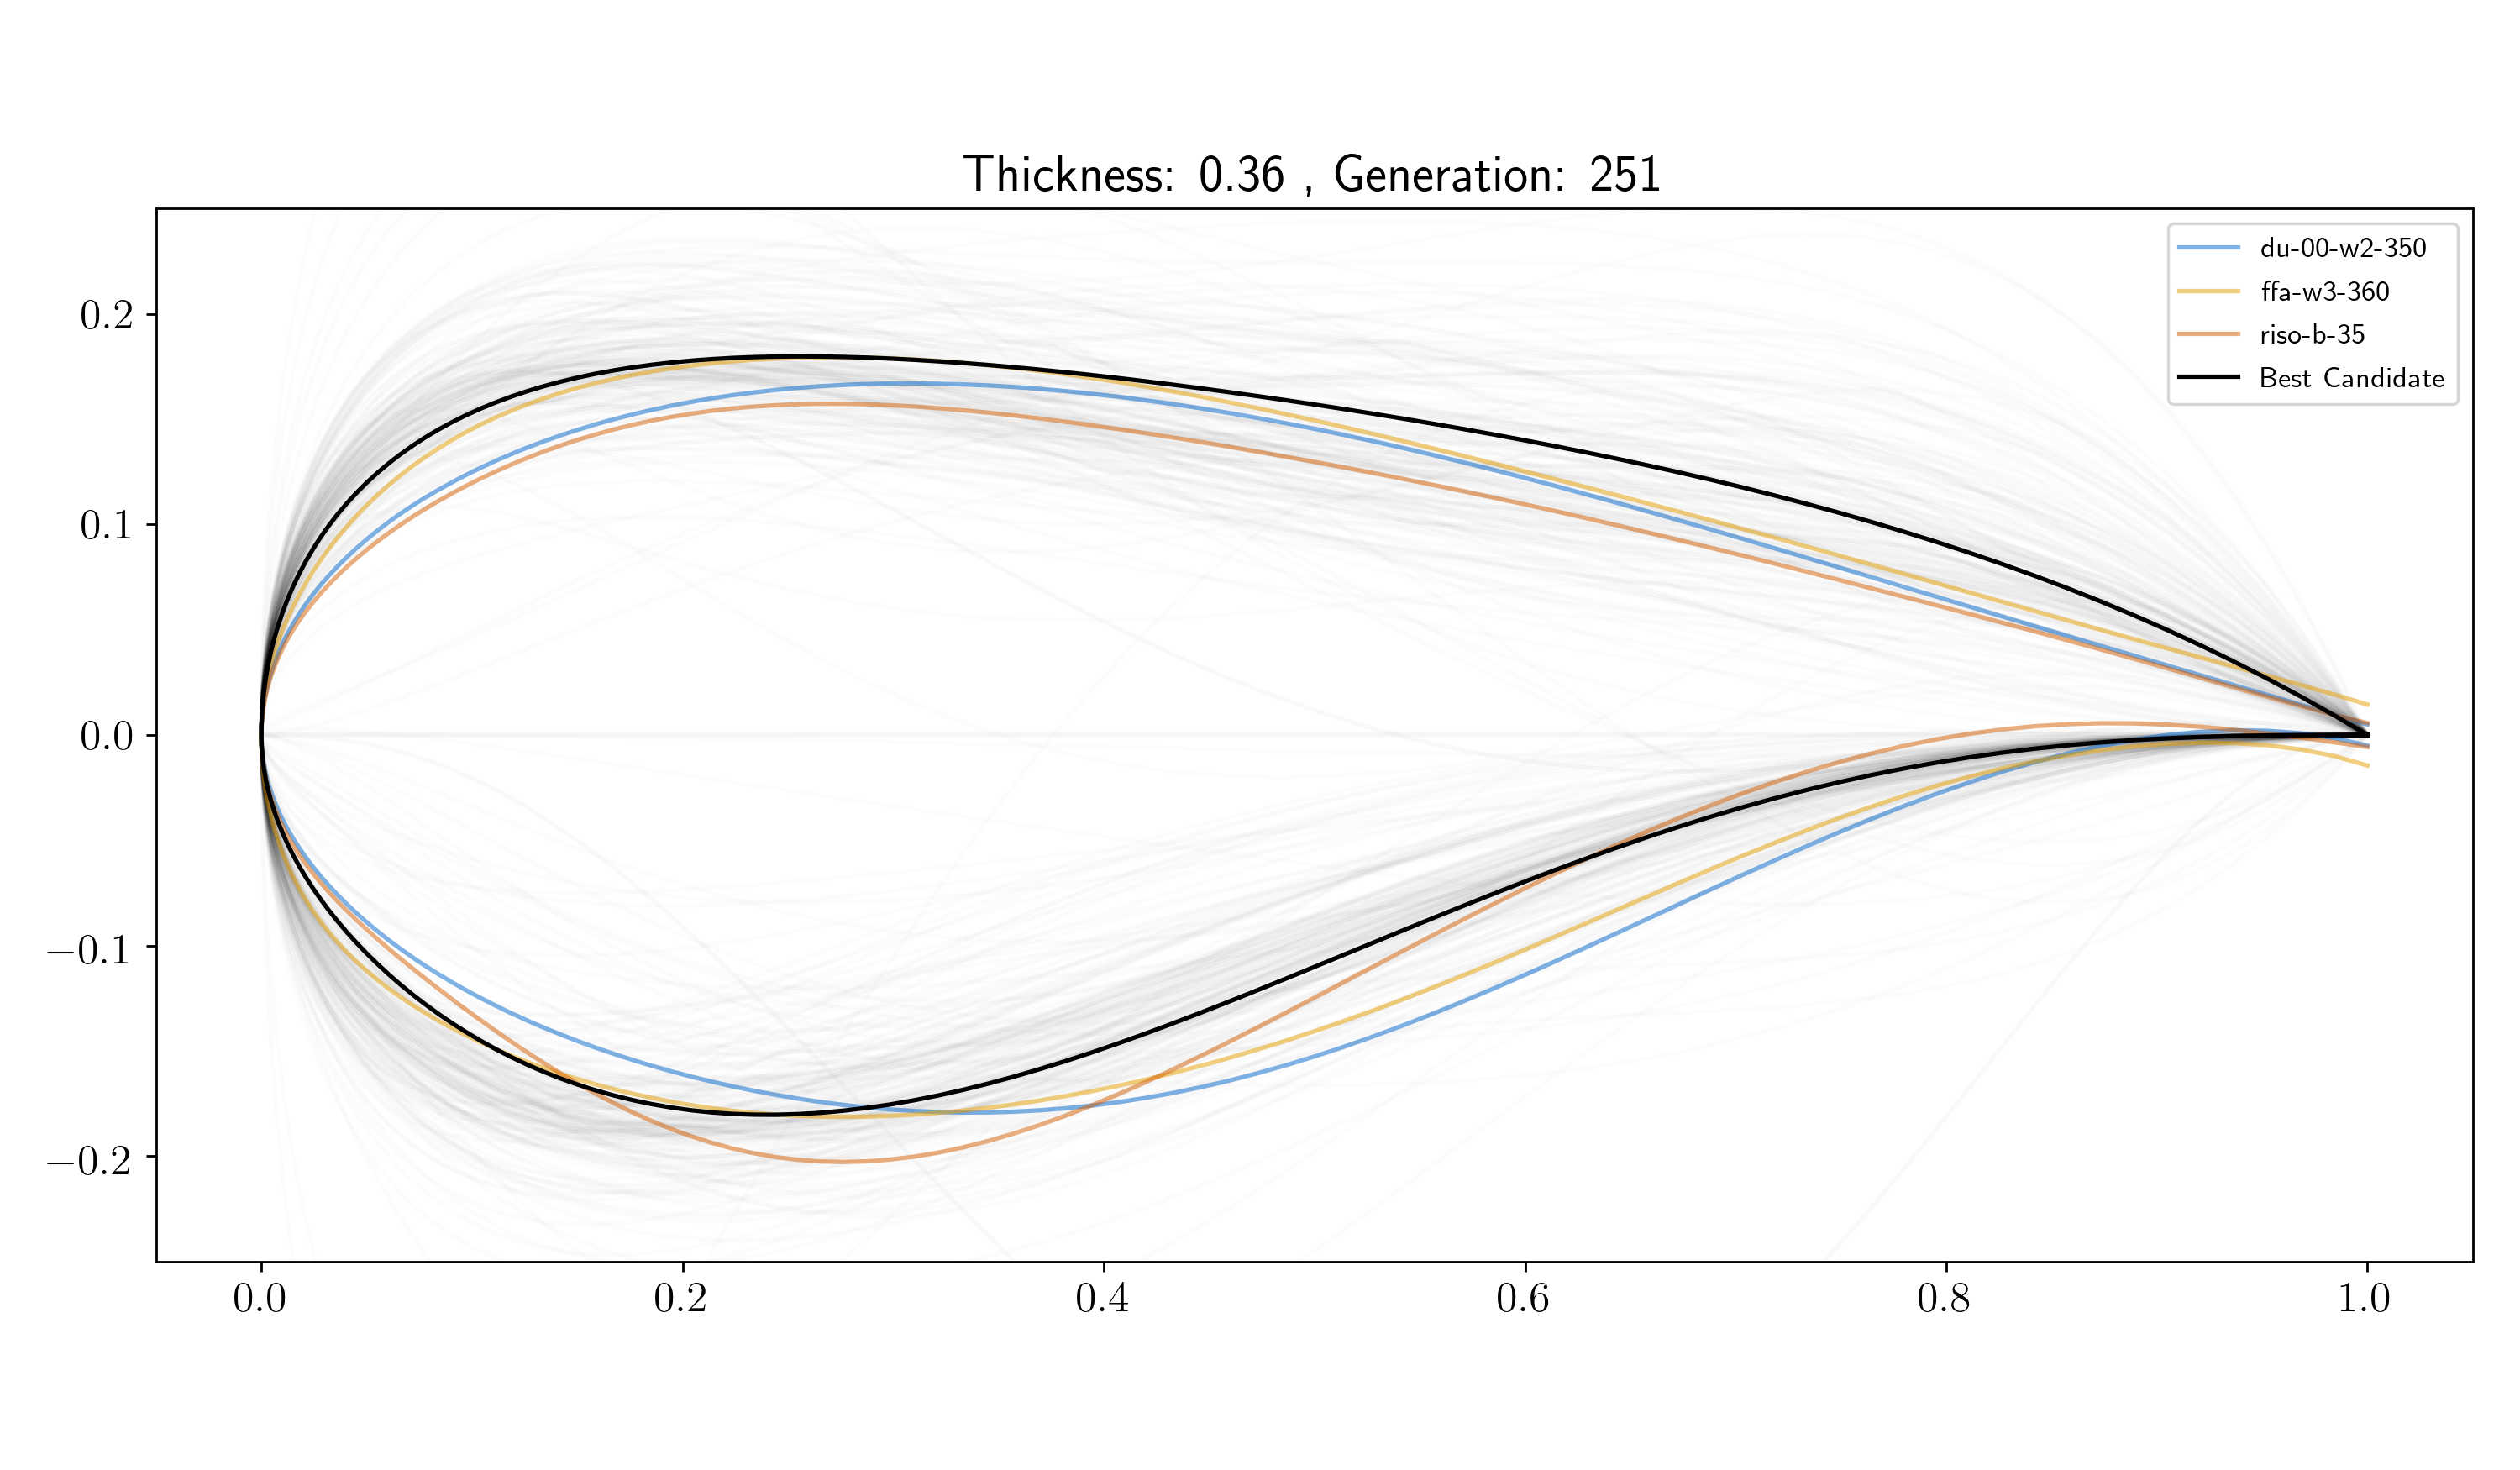 Thickness: 0.36 , Generation: 251
du-00-w2-350
ffa-w3-360
riso-b-35
Best Candidate
0.2
0.1
0.0
−0.1
−0.2
0.0 0.2 0.4 0.6 0.8 1.0